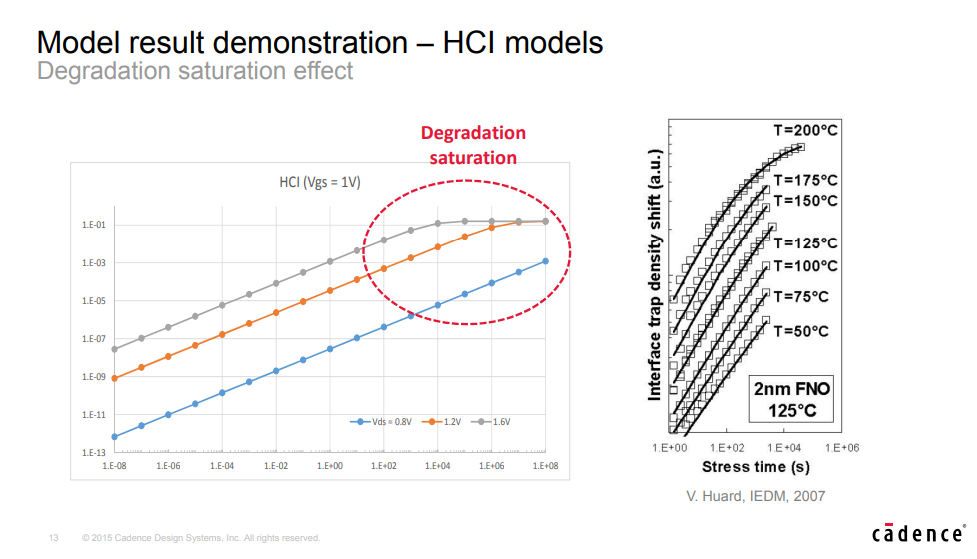 Model result demonstration – HCI models
Degradation saturation effect
Degradation
saturation
HCI (Vgs = 1V)
1.E-01
1.E-03
1.E-05
1.E-07
1.E-09
1.E-11
1.E-13
Vds = 0.8V 1.2V 1.6V
1.E-08 1.E-06 1.E-04 1.E-02 1.E+00 1.E+02 1.E+04 1.E+06 1.E+08
Interface trap density shift (a.u.)
T=200°C
T=175°C
T=150°C
T=125°C
T=100°C
T=75°C
T=50°C
2nm FNO
125°C
1.E+00 1.E+02 1.E+04 1.E+06
Stress time (s)
V. Huard, IEDM, 2007
13 © 2015 Cadence Design Systems, Inc. All rights reserved.
cādence®